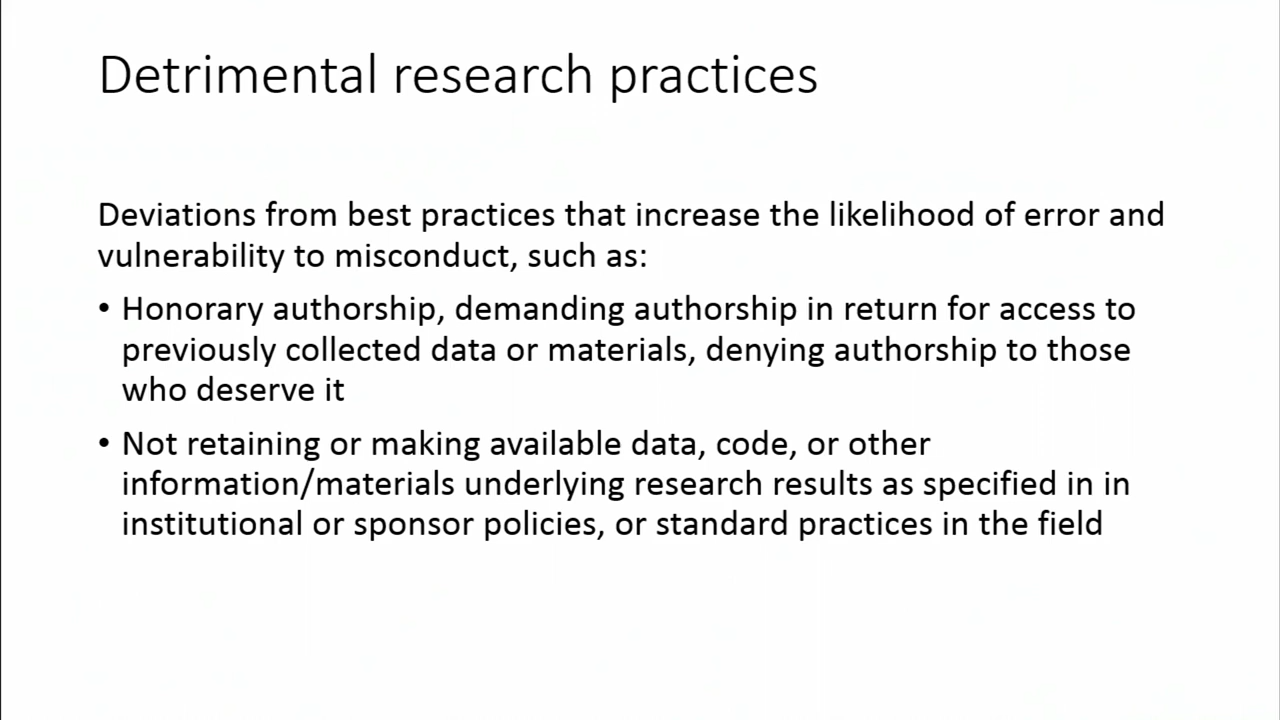 Detrimental research practices
Deviations from best practices that increase the likelihood of error and
vulnerability to misconduct, such as:
• Honorary authorship, demanding authorship in return for access to
previously collected data or materials, denying authorship to those
who deserve it
• Not retaining or making available data, code, or other
information/materials underlying research results as specified in in
institutional or sponsor policies, or standard practices in the field